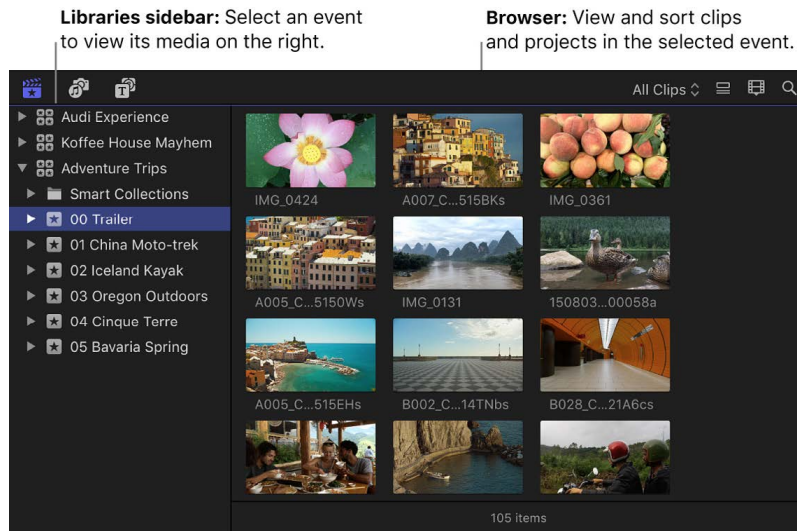 Libraries sidebar: Select an event
to view its media on the right.
Browser: View and sort clips
and projects in the selected event.
T
All Clips
Audi Experience
Koffee House Mayhem
Adventure Trips
Smart Collections
00 Trailer
01 China Moto-trek
02 Iceland Kayak
03 Oregon Outdoors
04 Cinque Terre
05 Bavaria Spring
IMG_0424
A007_C...515BKs
IMG_0361
A005_C...5150Ws
IMG_0131
150803...00058a
A005_C...515EHs
B002_C...14TNbs
B028_C...21A6cs
105 items